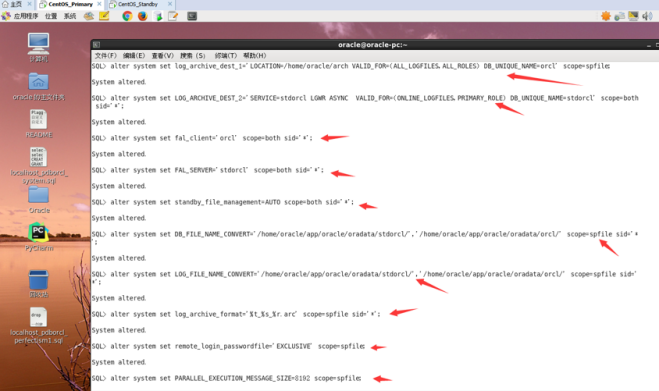 主页 CentOS_Primary CentOS_Standby
应用程序 位置 系统
oracle@oracle-pc:~
文件(F) 编辑(E) 查看(V) 搜索(S) 终端(T) 帮助(H)
SQL> alter system set log_archive_dest_1='LOCATION=/home/oracle/arch VALID_FOR=(ALL_LOGFILES,ALL_ROLES) DB_UNIQUE_NAME=orcl' scope=spfile;
System altered.
SQL> alter system set LOG_ARCHIVE_DEST_2='SERVICE=stdorcl LGWR ASYNC VALID_FOR=(ONLINE_LOGFILES,PRIMARY_ROLE) DB_UNIQUE_NAME=stdorcl' scope=both
sid='*';
System altered.
SQL> alter system set fal_client='orcl' scope=both sid='*';
System altered.
SQL> alter system set FAL_SERVER='stdorcl' scope=both sid='*';
System altered.
SQL> alter system set standby_file_management=AUTO scope=both sid='*';
System altered.
SQL> alter system set DB_FILE_NAME_CONVERT='/home/oracle/app/oracle/oradata/stdorcl/','/home/oracle/app/oracle/oradata/orcl/' scope=spfile sid='*
';
System altered.
SQL> alter system set LOG_FILE_NAME_CONVERT='/home/oracle/app/oracle/oradata/stdorcl/','/home/oracle/app/oracle/oradata/orcl/' scope=spfile sid='
*';
System altered.
SQL> alter system set log_archive_format='%t_%s_%r.arc' scope=spfile sid='*';
System altered.
SQL> alter system set remote_login_passwordfile='EXCLUSIVE' scope=spfile;
System altered.
SQL> alter system set PARALLEL_EXECUTION_MESSAGE_SIZE=8192 scope=spfile;
计算机
oracle的主文件夹
README
localhost_pdborcl_
system.sql
Oracle
PyCharm
localhost_pdborcl_
perfectism1.sql